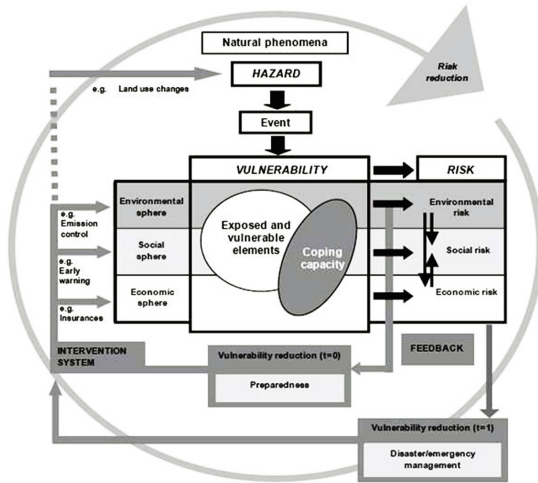 Natural phenomena
Risk
reduction
HAZARD
e.g. Land use changes
Event
VULNERABILITY
RISK
Environmental
sphere
Environmental
risk
e.g.
Emission
control
Exposed and
vulnerable
elements
Coping
capacity
Social
sphere
Social risk
e.g.
Early
warning
Economic
sphere
Economic risk
e.g.
Insurances
INTERVENTION
SYSTEM
Vulnerability reduction (t=0)
Preparedness
FEEDBACK
Vulnerability reduction (t=1)
Disaster/emergency
management